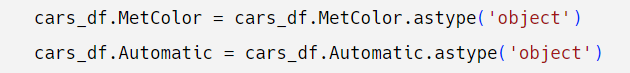 cars_df.MetColor = cars_df.MetColor.astype('object')
cars_df.Automatic = cars_df.Automatic.astype('object')